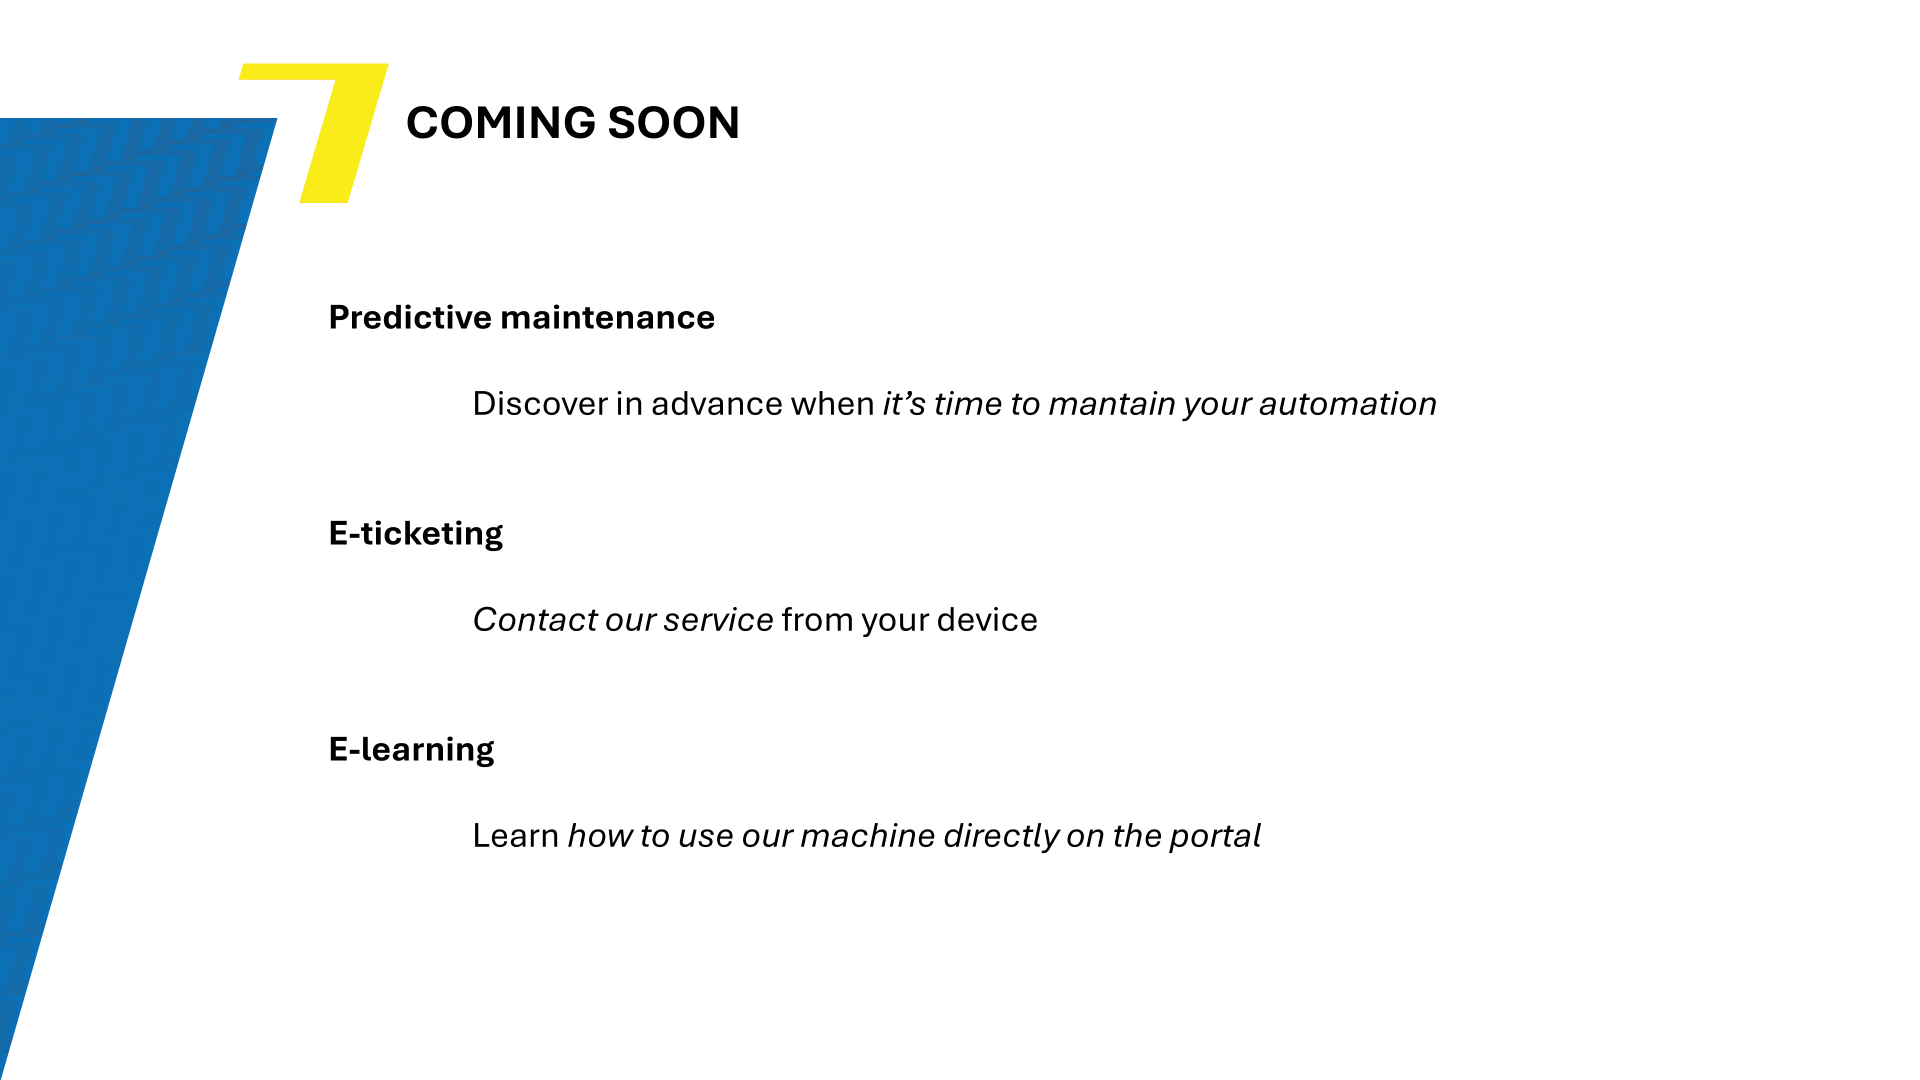 COMING SOON
Predictive maintenance
Discover in advance when it’s time to mantain your automation
E-ticketing
Contact our service from your device
E-learning
Learn how to use our machine directly on the portal